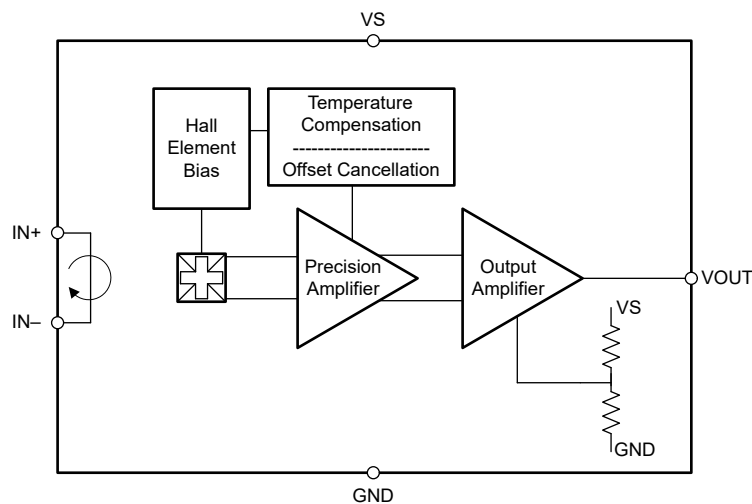 VS
Hall
Element
Bias
Temperature
Compensation
-----------------------
Offset Cancellation
IN+
IN–
Precision
Amplifier
Output
Amplifier
VOUT
VS
GND
GND